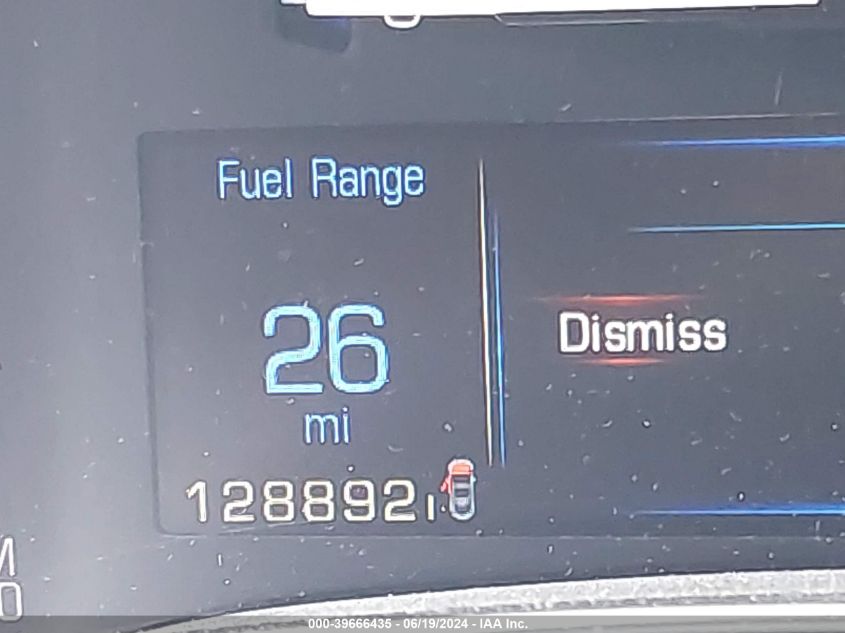 Fuel Range
26
mi
Dismiss
128892
000-39666435 - 06/19/2024 - IAA Inc.